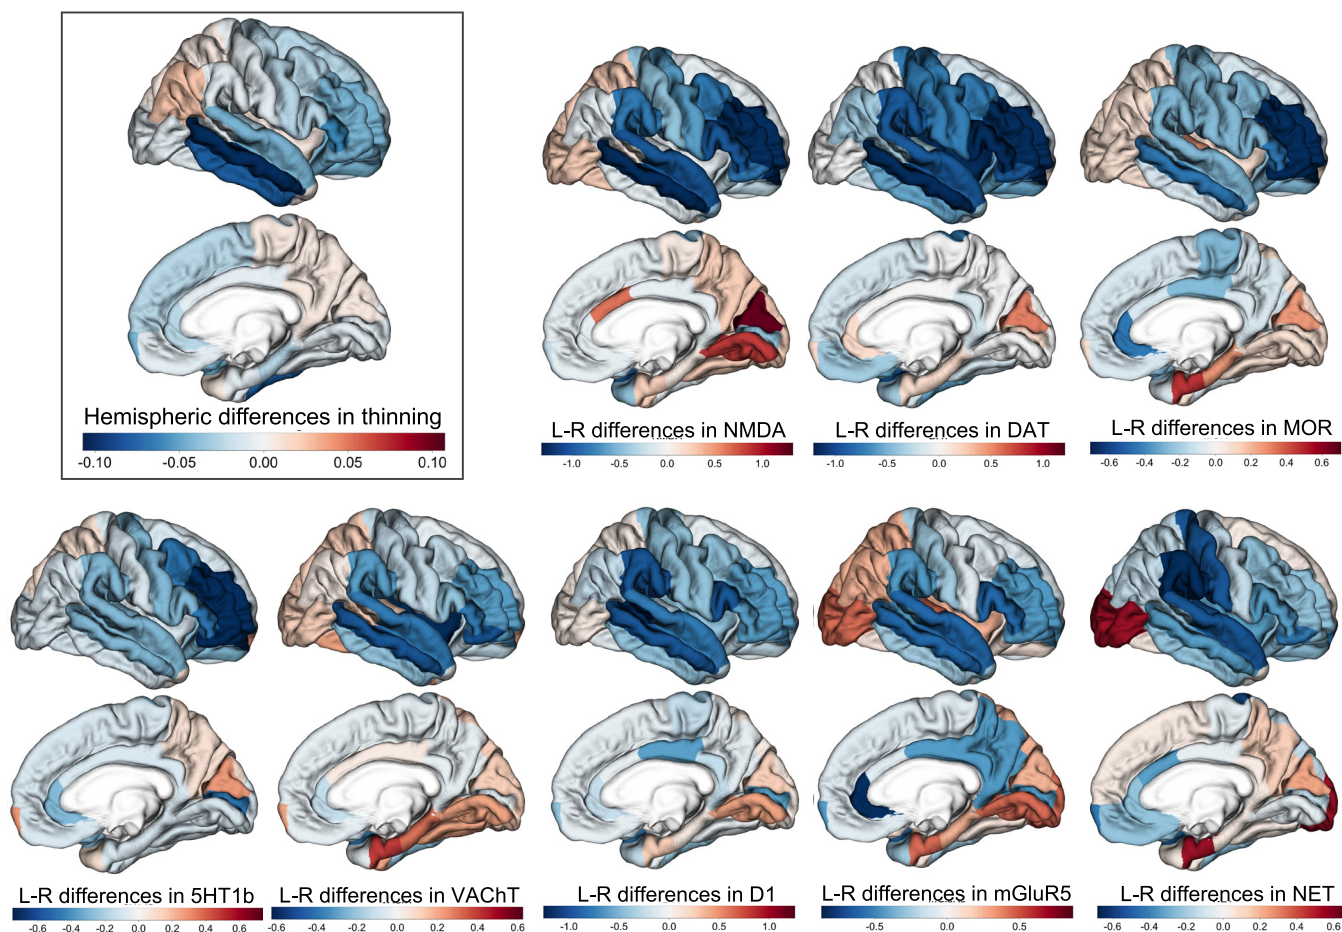 Hemispheric differences in thinning
-0.10 -0.05 0.00 0.05 0.10
L-R differences in NMDA
-1.0 -0.5 0.0 0.5 1.0
L-R differences in DAT
-1.0 -0.5 0.0 0.5 1.0
L-R differences in MOR
-0.6 -0.4 -0.2 0.0 0.2 0.4 0.6
L-R differences in 5HT1b
-0.6 -0.4 -0.2 0.0 0.2 0.4 0.6
L-R differences in VAChT
-0.6 -0.4 -0.2 0.0 0.2 0.4 0.6
L-R differences in D1
-1.0 -0.5 0.0 0.5 1.0
L-R differences in mGluR5
-0.5 0.0 0.5
L-R differences in NET
-0.6 -0.4 -0.2 0.0 0.2 0.4 0.6